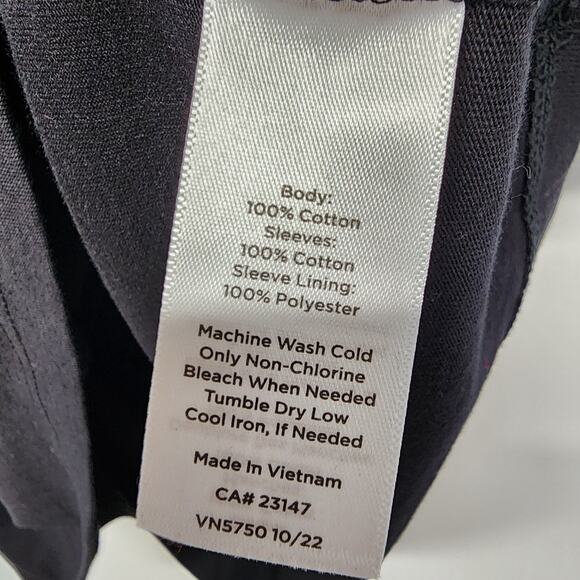 Body:
100% Cotton
Sleeves:
100% Cotton
Sleeve Lining:
100% Polyester
Machine Wash Cold
Only Non-Chlorine
Bleach When Needed
Tumble Dry Low
Cool Iron, If Needed
Made In Vietnam
CA# 23147
VN5750 10/22